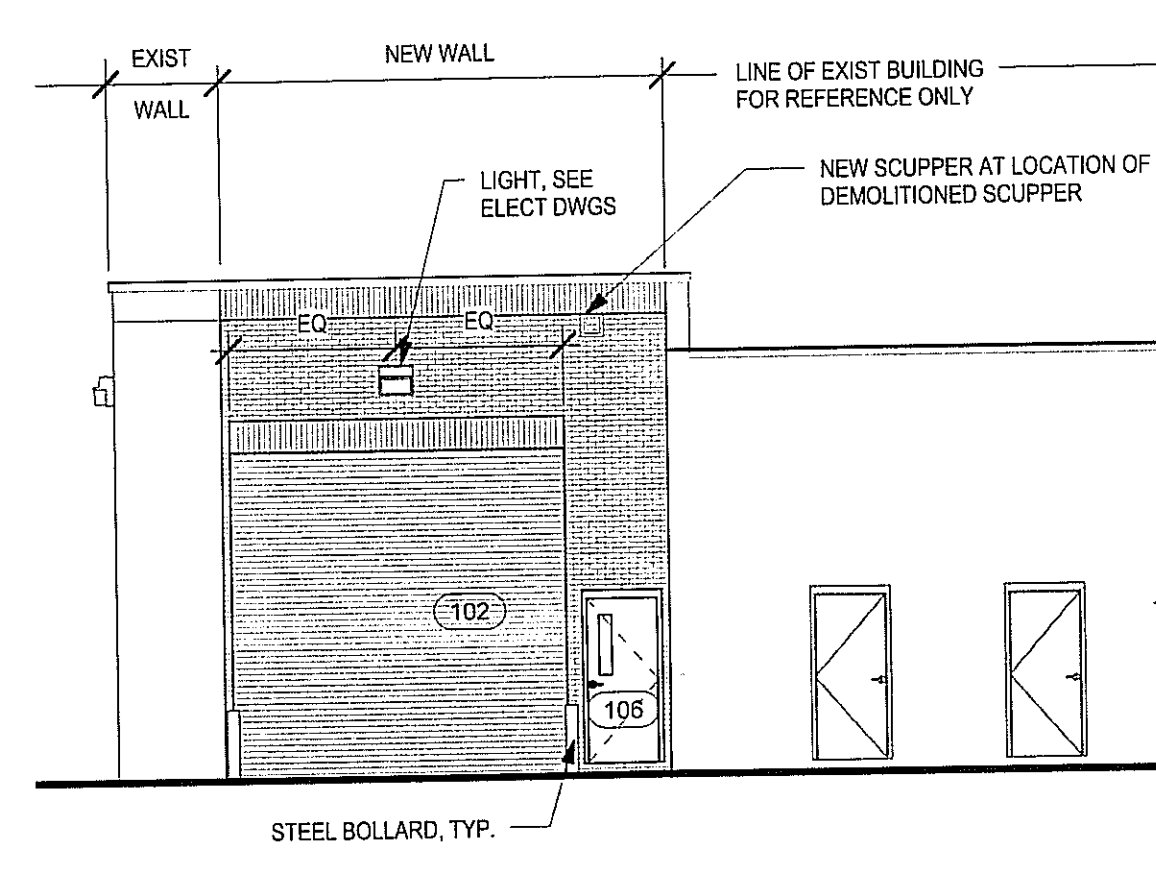 EXIST
WALL
NEW WALL
LINE OF EXIST BUILDING
FOR REFERENCE ONLY
LIGHT, SEE
ELECT DWGS
NEW SCUPPER AT LOCATION OF
DEMOLITIONED SCUPPER
EQ
EQ
102
106
STEEL BOLLARD, TYP.